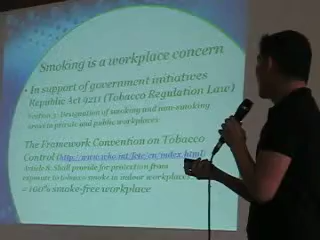 Smoking is a workplace concern
• In support of government initiatives
Republic Act 9211 (Tobacco Regulation Law)
Section 5: Designation of smoking and non-smoking
areas in private and public workplaces
The Framework Convention on Tobacco
Control (http://www.who.int/fctc/en/index.html)
Article 8: Shall provide for protection from
exposure to tobacco smoke in indoor workplaces
= 100% smoke-free workplace